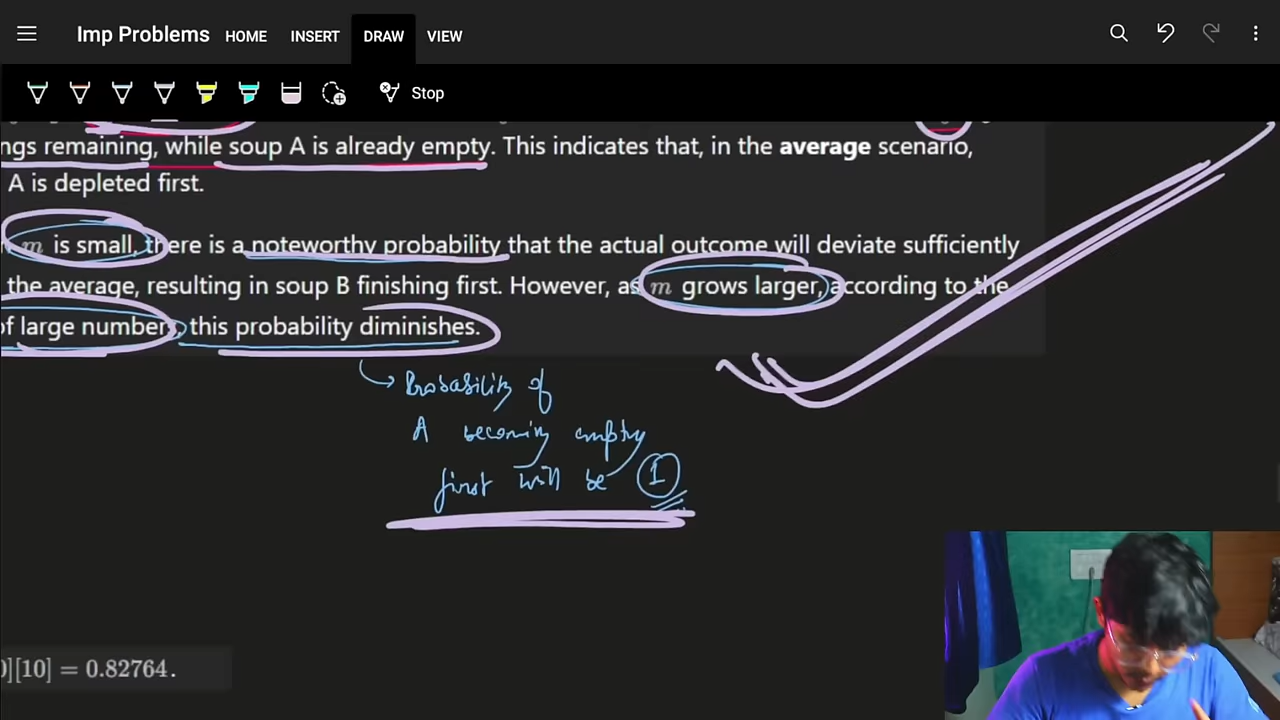 Imp Problems HOME INSERT DRAW VIEW
Stop
ngs remaining, while soup A is already empty. This indicates that, in the average scenario,
A is depleted first.
m is small, there is a noteworthy probability that the actual outcome will deviate sufficiently
the average, resulting in soup B finishing first. However, as m grows larger, according to the
of large numbers, this probability diminishes.
Probability of
A becoming empty
first will be 1
0][10] = 0.82764.